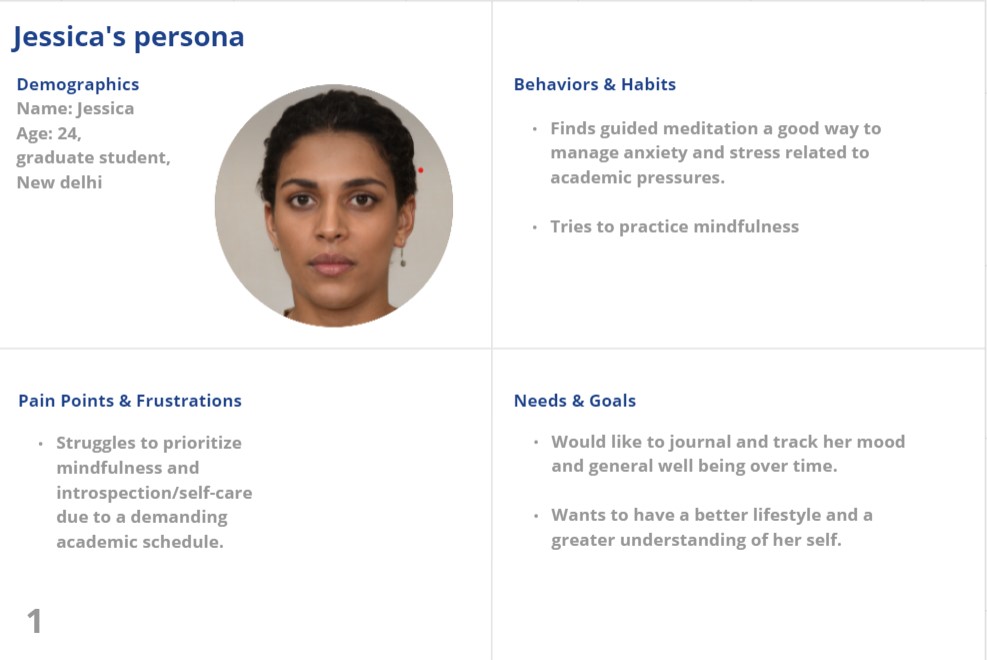 Jessica's persona
Demographics
Name: Jessica
Age: 24,
graduate student,
New delhi
Behaviors & Habits
• Finds guided meditation a good way to
manage anxiety and stress related to
academic pressures.
• Tries to practice mindfulness
Pain Points & Frustrations
• Struggles to prioritize
mindfulness and
introspection/self-care
due to a demanding
academic schedule.
Needs & Goals
• Would like to journal and track her mood
and general well being over time.
• Wants to have a better lifestyle and a
greater understanding of her self.
1